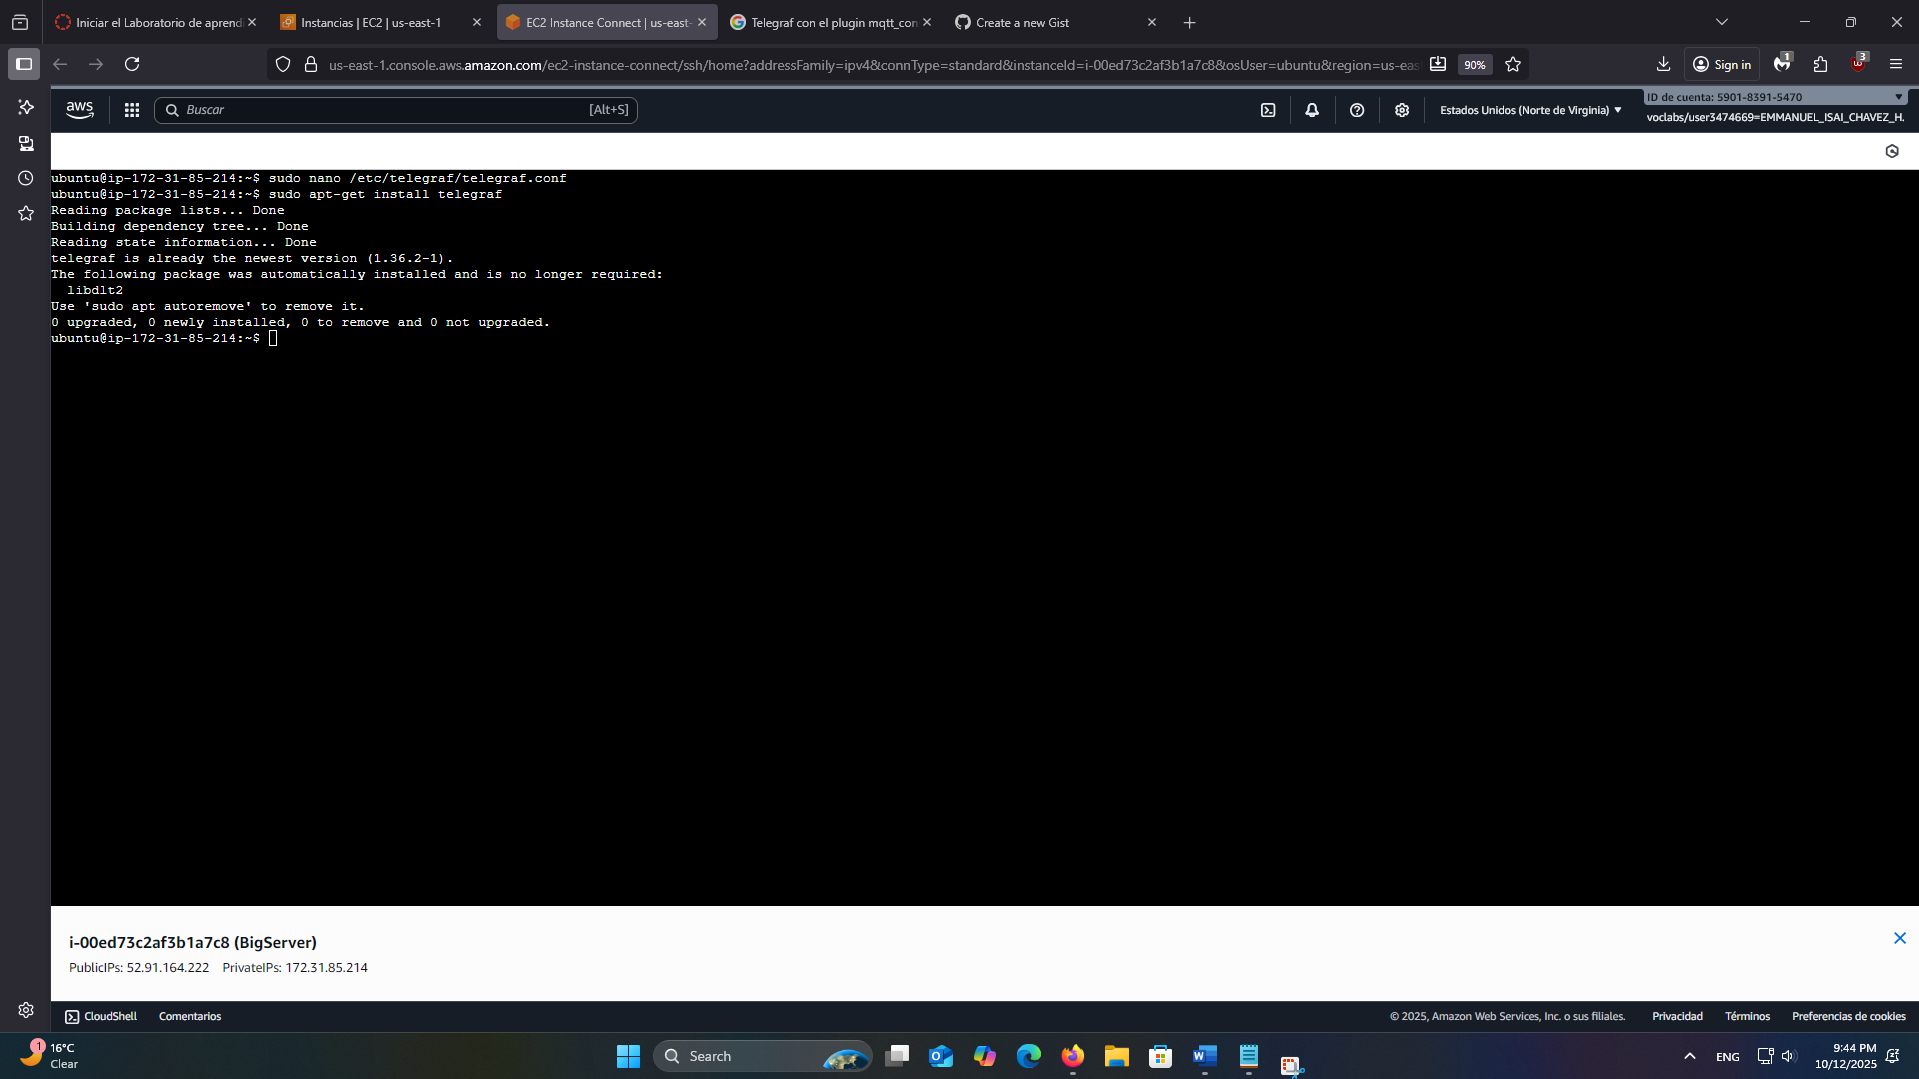 Iniciar el Laboratorio de aprend
Instancias | EC2 | us-east-1
EC2 Instance Connect | us-east-
Telegraf con el plugin mqtt_con
Create a new Gist
us-east-1.console.aws.amazon.com/ec2-instance-connect/ssh/home?addressFamily=ipv4&connType=standard&instanceId=i-00ed73c2af3b1a7c8&osUser=ubuntu&region=us-eas
90%
Sign in
1
3
aws
Buscar
[Alt+S]
Estados Unidos (Norte de Virginia)
ID de cuenta: 5901-8391-5470
voclabs/user3474669=EMMANUEL_ISAI_CHAVEZ_H.
ubuntu@ip-172-31-85-214:~$ sudo nano /etc/telegraf/telegraf.conf
ubuntu@ip-172-31-85-214:~$ sudo apt-get install telegraf
Reading package lists... Done
Building dependency tree... Done
Reading state information... Done
telegraf is already the newest version (1.36.2-1).
The following package was automatically installed and is no longer required:
  libdlt2
Use 'sudo apt autoremove' to remove it.
0 upgraded, 0 newly installed, 0 to remove and 0 not upgraded.
ubuntu@ip-172-31-85-214:~$
i-00ed73c2af3b1a7c8 (BigServer)
PublicIPs: 52.91.164.222 PrivateIPs: 172.31.85.214
CloudShell
Comentarios
© 2025, Amazon Web Services, Inc. o sus filiales.
Privacidad
Términos
Preferencias de cookies
1
16°C
Clear
Search
ENG
9:44 PM
10/12/2025